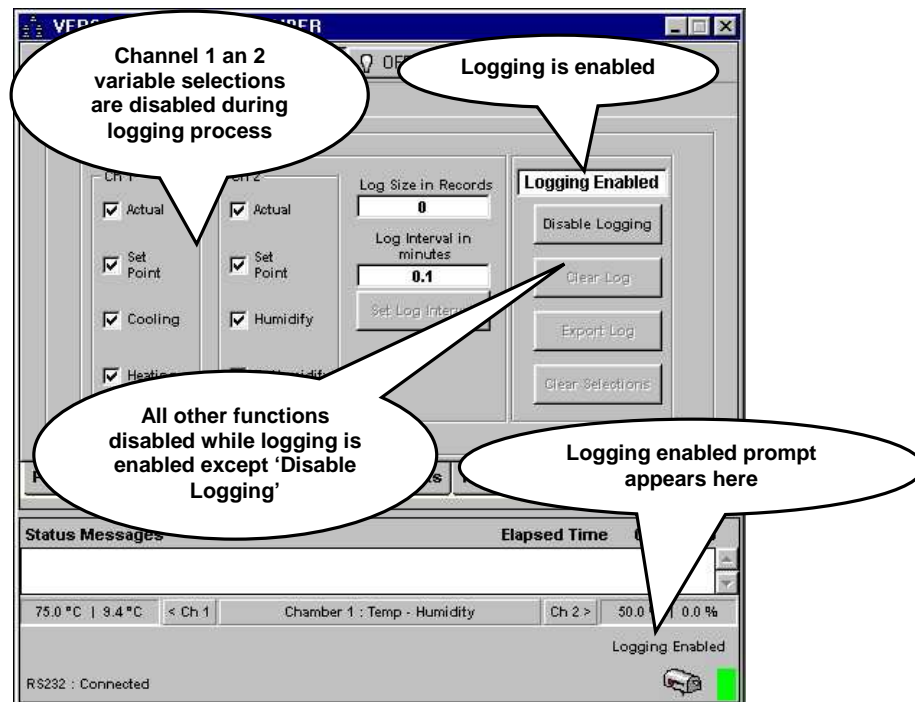 Channel 1 an 2
variable selections
are disabled during
logging process
Logging is enabled
Ch 1
Ch 2
Actual
Actual
Set
Point
Set
Point
Cooling
Humidify
Log Size in Records
0
Log Interval in
minutes
0.1
Set Log
Logging Enabled
Disable Logging
Clear Log
Export Log
Clear Selections
All other functions
disabled while logging is
enabled except ‘Disable
Logging’
Logging enabled prompt
appears here
Status Messages
Elapsed Time
75.0 °C | 9.4 °C
< Ch 1
Chamber 1 : Temp - Humidity
Ch 2 >
50.0
0.0 %
Logging Enabled
RS232 : Connected